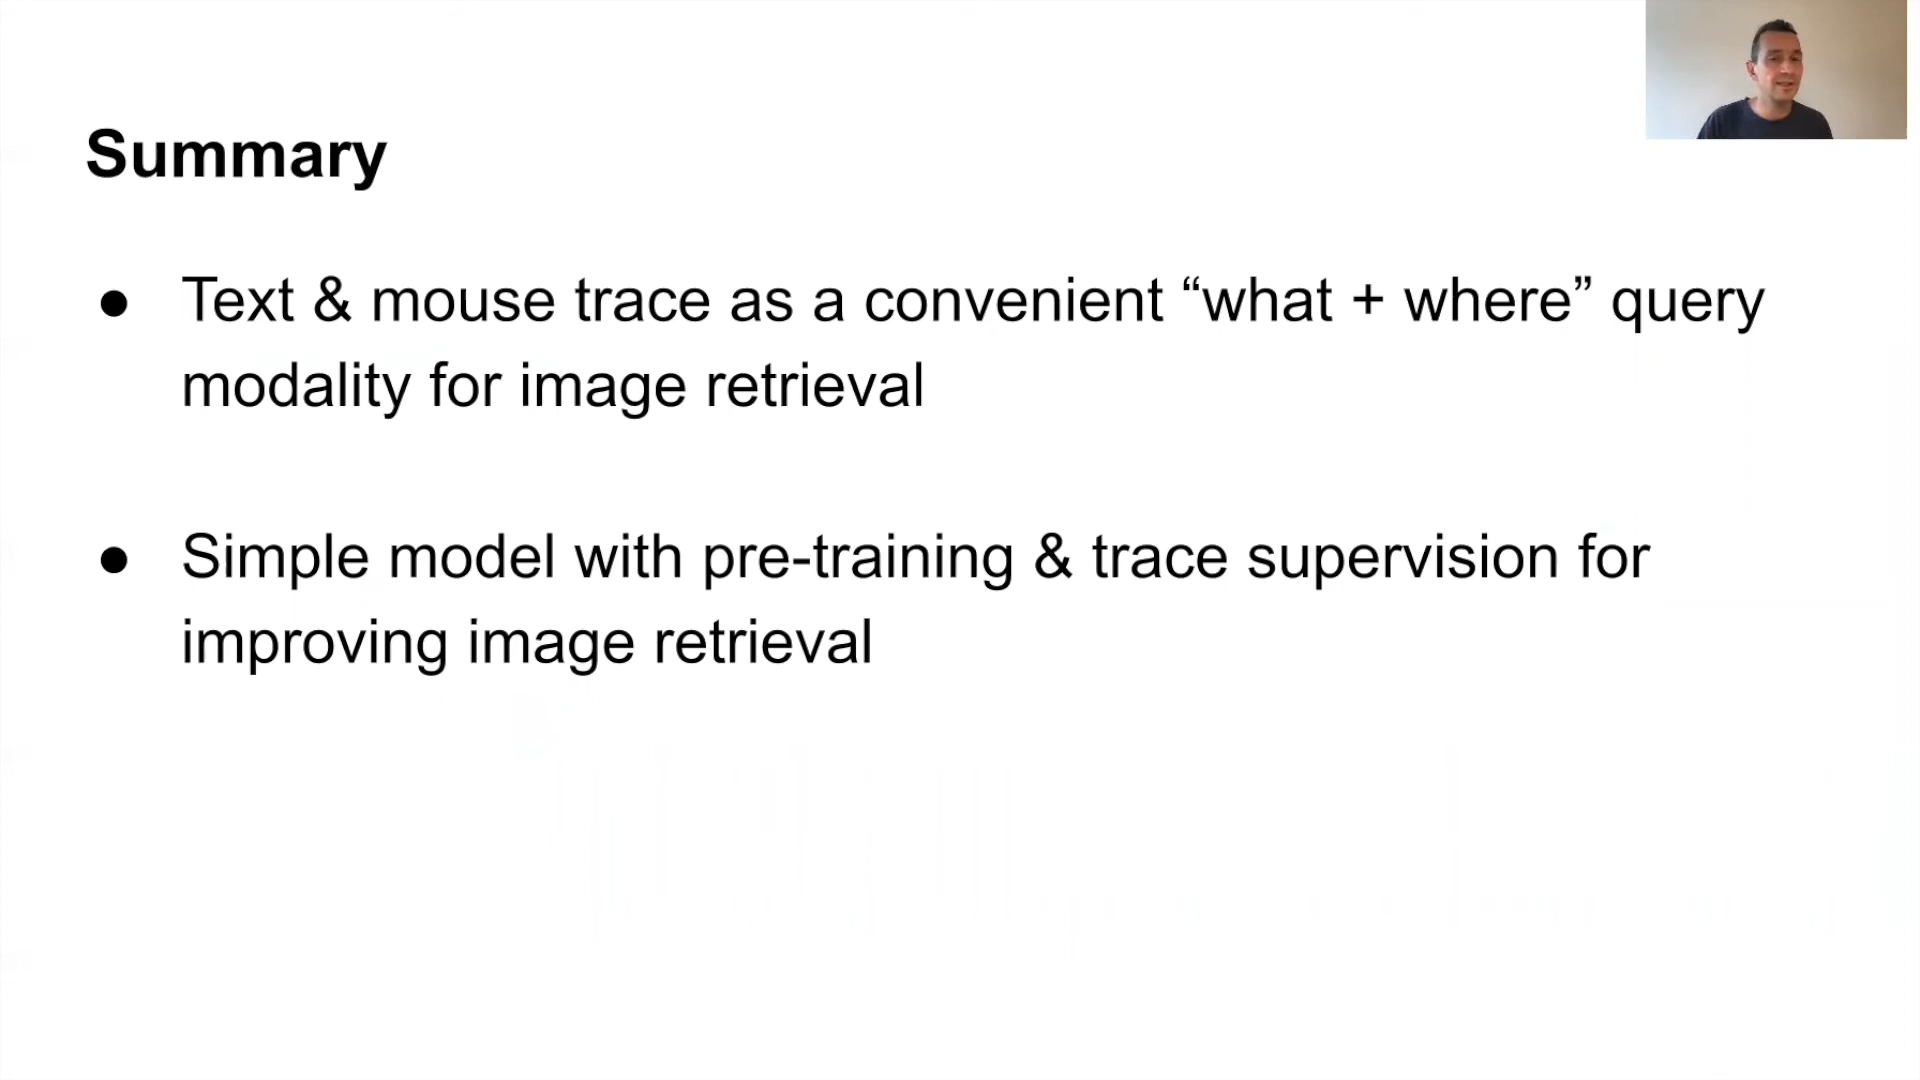 Summary
● Text & mouse trace as a convenient “what + where” query
modality for image retrieval
● Simple model with pre-training & trace supervision for
improving image retrieval